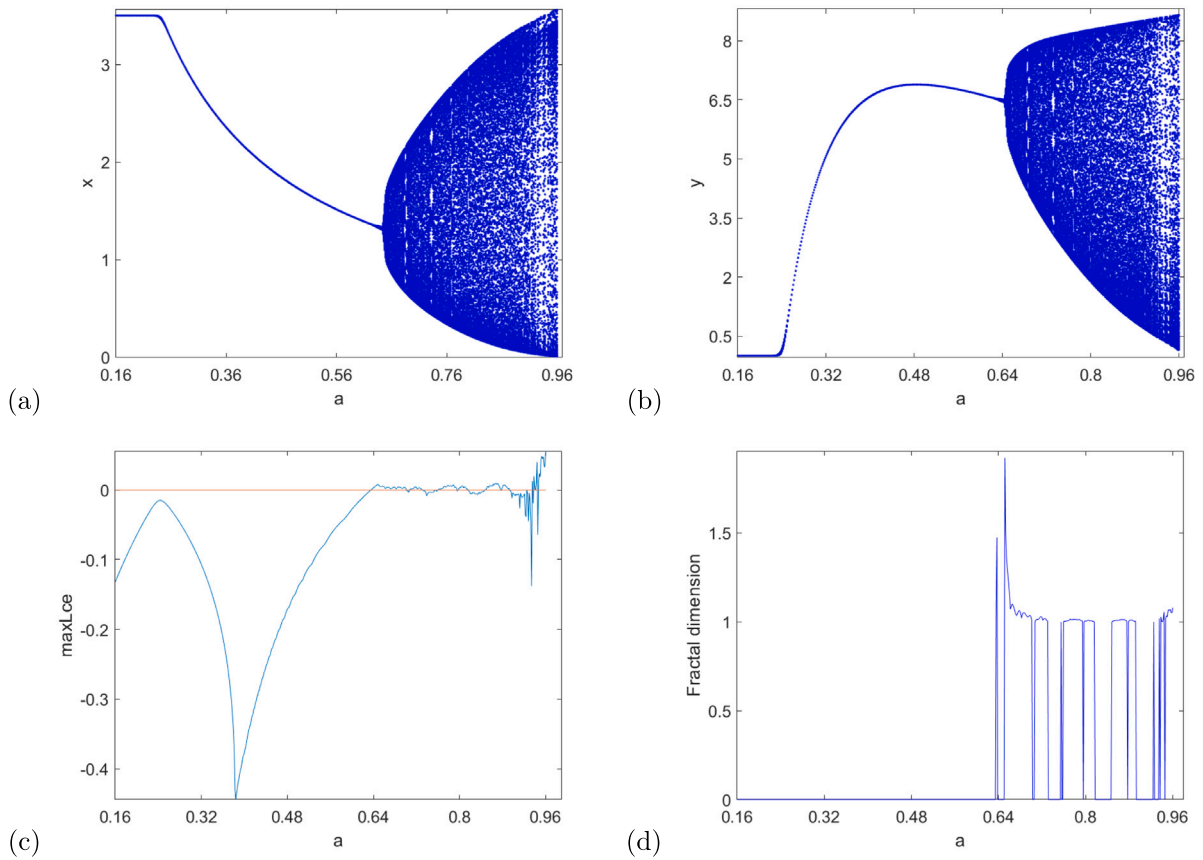 3
2
1
0
x
0.16 0.36 0.56 0.76 0.96
a
(a)
8
6.5
5
3.5
2
0.5
y
0.16 0.32 0.48 0.64 0.8 0.96
a
(b)
0
-0.1
-0.2
-0.3
-0.4
maxLce
0.16 0.32 0.48 0.64 0.8 0.96
a
(c)
1.5
1
0.5
0
Fractal dimension
0.16 0.32 0.48 0.64 0.8 0.96
a
(d)